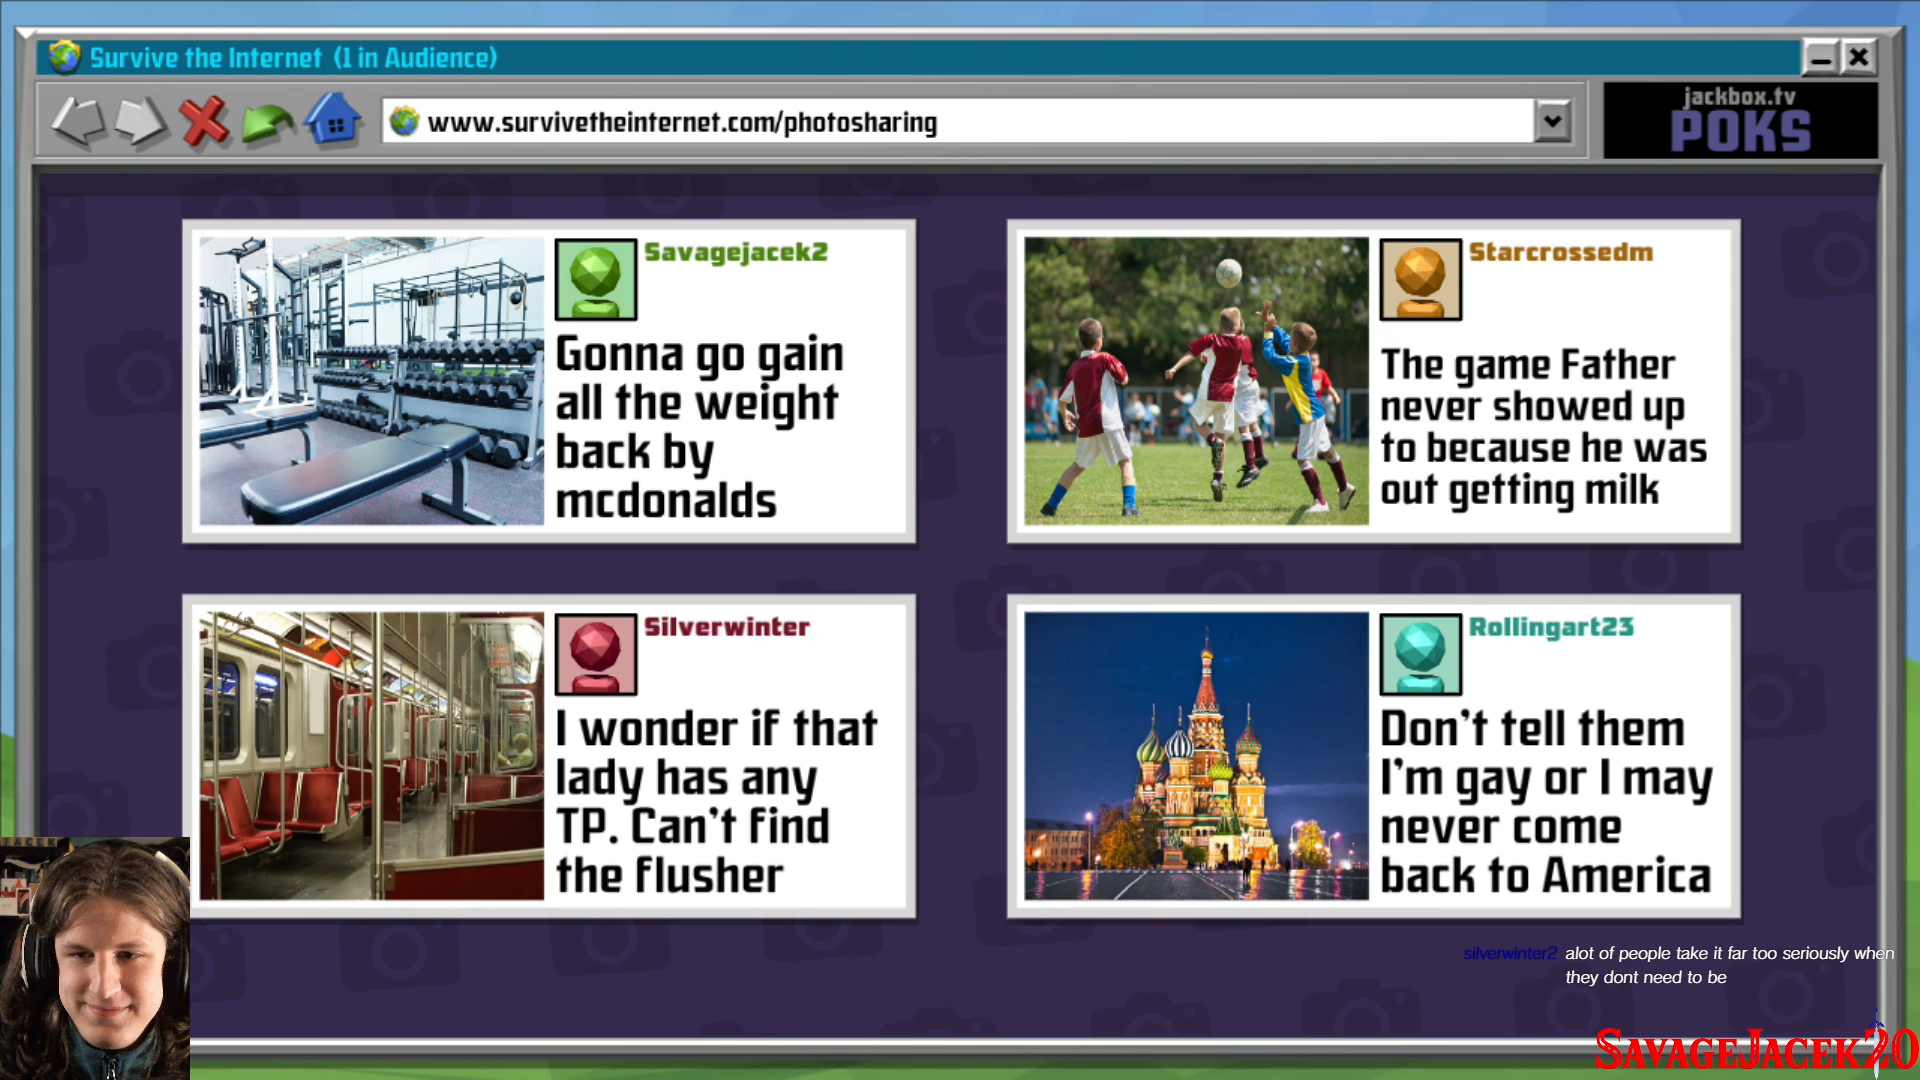 Survive the Internet (1 in Audience)
www.survivetheinternet.com/photosharing
jackbox.tv
POKS
Savagejacek2
Gonna go gain
all the weight
back by
mcdonalds
Starcrossedm
The game Father
never showed up
to because he was
out getting milk
Silverwinter
I wonder if that
lady has any
TP. Can't find
the flusher
Rollingart23
Don't tell them
I'm gay or I may
never come
back to America
silverwinter2 alot of people take it far too seriously when
they dont need to be
SavageJacek20